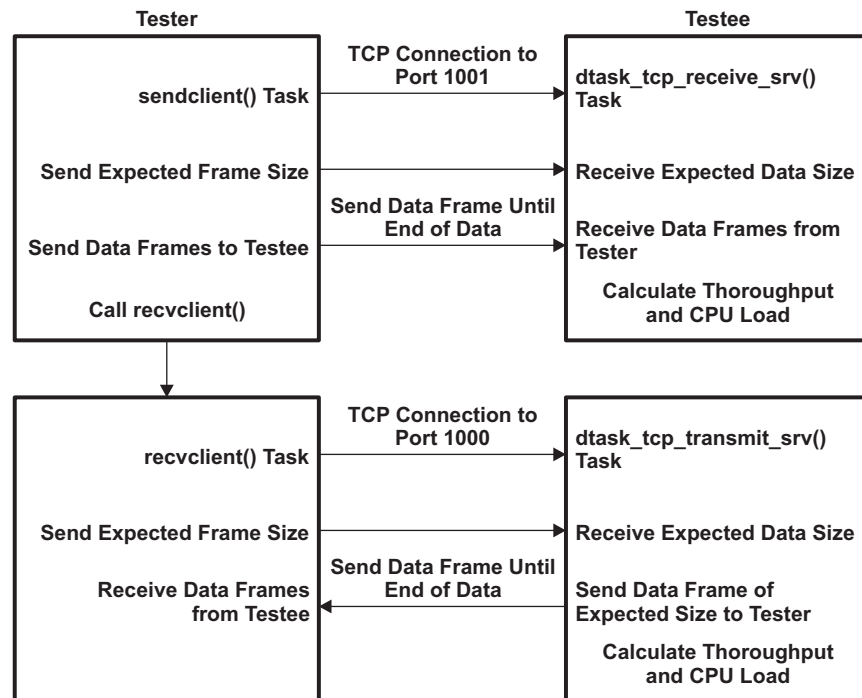 Tester
Testee
TCP Connection to
Port 1001
sendclient() Task
dtask_tcp_receive_srv()
Task
Send Expected Frame Size
Receive Expected Data Size
Send Data Frame Until
End of Data
Send Data Frames to Testee
Receive Data Frames from
Tester
Call recvclient()
Calculate Thoroughput
and CPU Load
TCP Connection to
Port 1000
recvclient() Task
dtask_tcp_transmit_srv()
Task
Send Expected Frame Size
Receive Expected Data Size
Send Data Frame Until
End of Data
Receive Data Frames
from Testee
Send Data Frame of
Expected Size to Tester
Calculate Thoroughput
and CPU Load